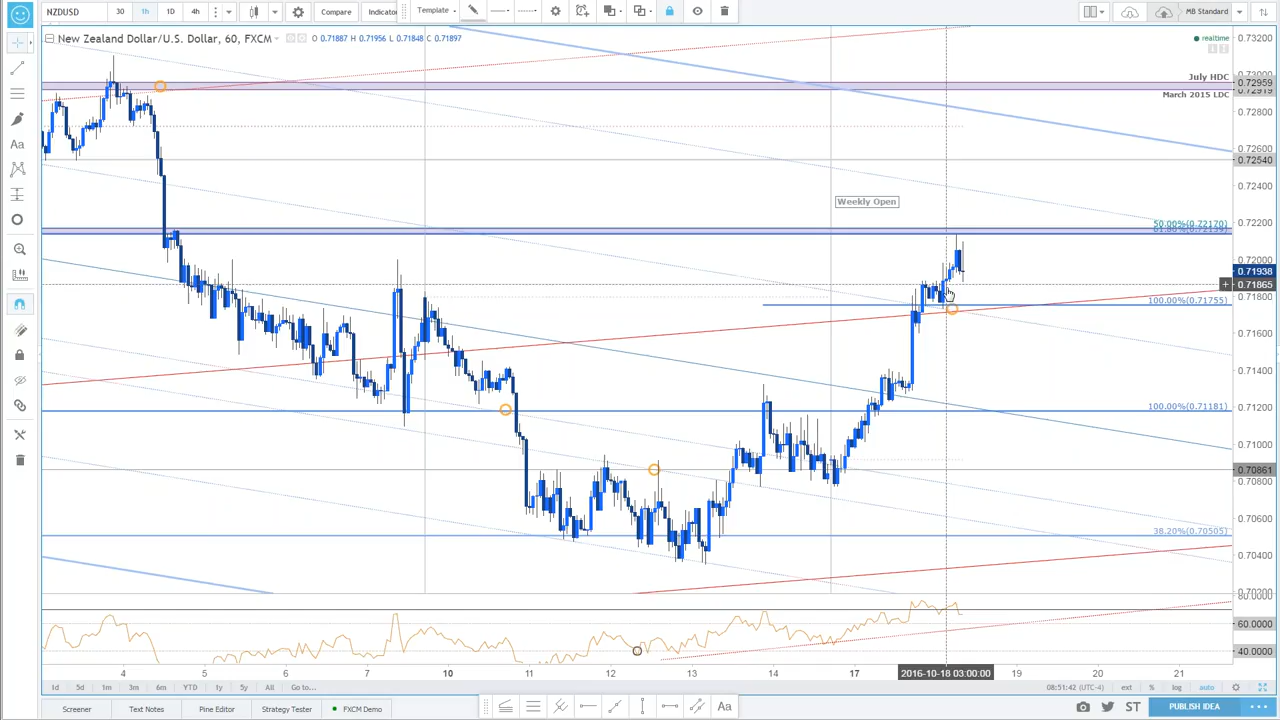 NZDUSD 30 1h 1D 4h Compare Indicator Template MB Standard
New Zealand Dollar/U.S. Dollar, 60, FXCM O 0.71887 H 0.71956 L 0.71848 C 0.71897
realtime
0.73200
July HDC
0.72959
0.72919
March 2015 LDC
0.72800
0.72600
0.72540
0.72400
Weekly Open
50.00%(0.72170)
0.72200
0.72000
0.71938
0.71865
100.00%(0.71755)
0.71800
0.71600
0.71400
100.00%(0.71181)
0.71200
0.71000
0.70861
0.70800
0.70600
38.20%(0.70505)
0.70400
60.0000
40.0000
4 5 6 7 10 11 12 13 14 17 2016-10-18 03:00:00 19 20 21
1d 5d 1m 3m 6m YTD 1y 5y All Go to... 08:51:42 (UTC-4) ext % log auto
Screener Text Notes Pine Editor Strategy Tester FXCM Demo Aa ST PUBLISH IDEA